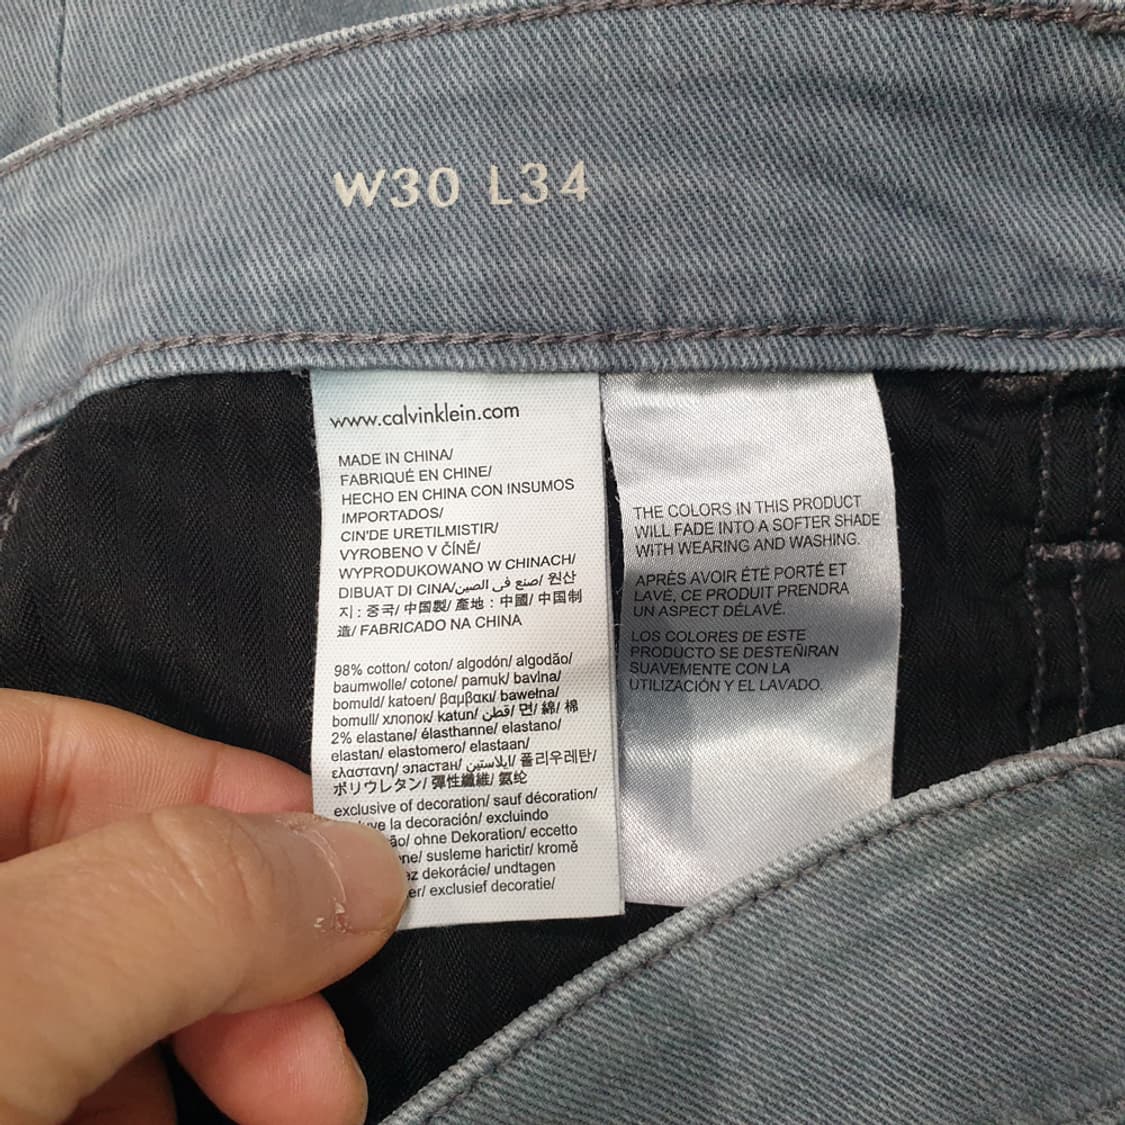 W30 L34
www.calvinklein.com
MADE IN CHINA/
FABRIQUÉ EN CHINE/
HECHO EN CHINA CON INSUMOS
IMPORTADOS/
CIN'DE URETILMISTIR/
VYROBENO V ČÍNĚ/
WYPRODUKOWANO W CHINACH/
DIBUAT DI CINA/صنع في الصين/ 원산
지 : 중국/ 中国製/ 產地 : 中國/ 中国制
造/ FABRICADO NA CHINA
98% cotton/ coton/ algodón/ algodão/
baumwolle/ cotone/ pamuk/ bavlna/
bomuld/ katoen/ βαμβακι/ bawełna/
bomull/ хлопок/ katun/ قطن/ 면/ 綿/ 棉
2% elastane/ élasthanne/ elastano/
elastan/ elastomero/ elastaan/
ελαστανη/ эластан/ ايلاستين/ 폴리우레탄/
ポリウレタン/ 彈性纖維/ 氨纶
exclusive of decoration/ sauf décoration/
la decoración/ excluindo
ohne Dekoration/ eccetto
susleme harictir/ kromě
dekorácie/ undtagen
exclusief decoratie/
THE COLORS IN THIS PRODUCT
WILL FADE INTO A SOFTER SHADE
WITH WEARING AND WASHING.
APRÈS AVOIR ÉTÉ PORTÉ ET
LAVÉ, CE PRODUIT PRENDRA
UN ASPECT DÉLAVÉ.
LOS COLORES DE ESTE
PRODUCTO SE DESTEÑIRAN
SUAVEMENTE CON LA
UTILIZACIÓN Y EL LAVADO.